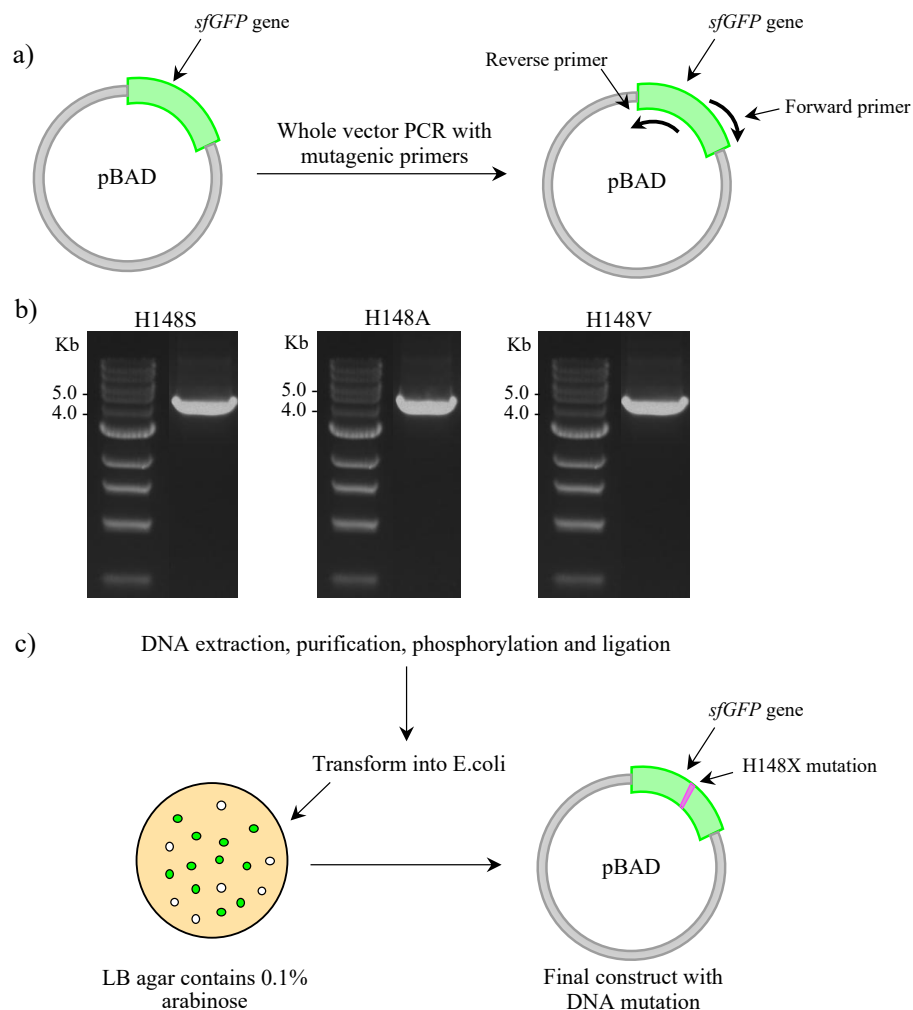 a)
sfGFP gene
pBAD
Whole vector PCR with
mutagenic primers
sfGFP gene
Reverse primer
Forward primer
pBAD
b)
H148S
H148A
H148V
Kb
5.0
4.0
Kb
5.0
4.0
Kb
5.0
4.0
c)
DNA extraction, purification, phosphorylation and ligation
Transform into E.coli
sfGFP gene
H148X mutation
pBAD
LB agar contains 0.1%
arabinose
Final construct with
DNA mutation